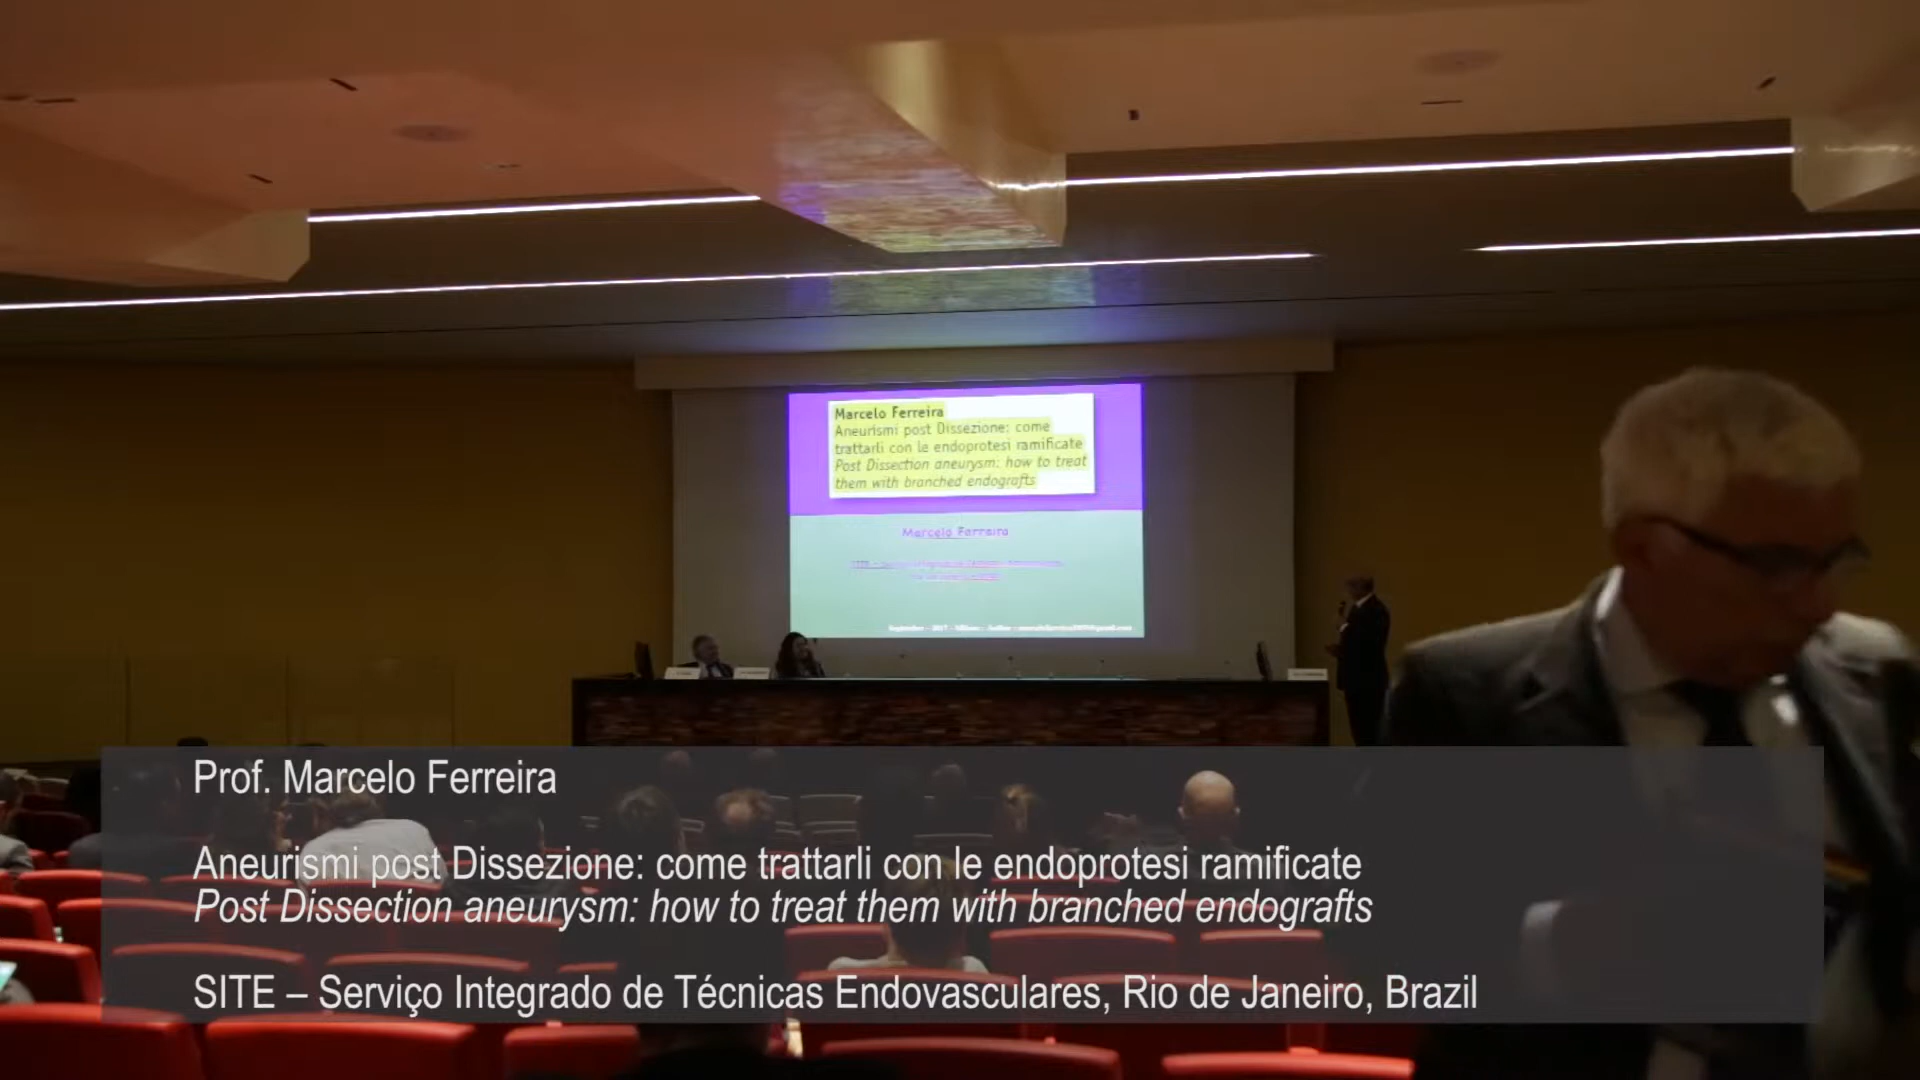 Marcelo Ferreira
Aneurismi post Dissezione: come
trattarli con le endoprotesi ramificate
Post Dissection aneurysm: how to treat
them with branched endografts
Marcelo Ferreira
Prof. Marcelo Ferreira
Aneurismi post Dissezione: come trattarli con le endoprotesi ramificate
Post Dissection aneurysm: how to treat them with branched endografts
SITE – Serviço Integrado de Técnicas Endovasculares, Rio de Janeiro, Brazil